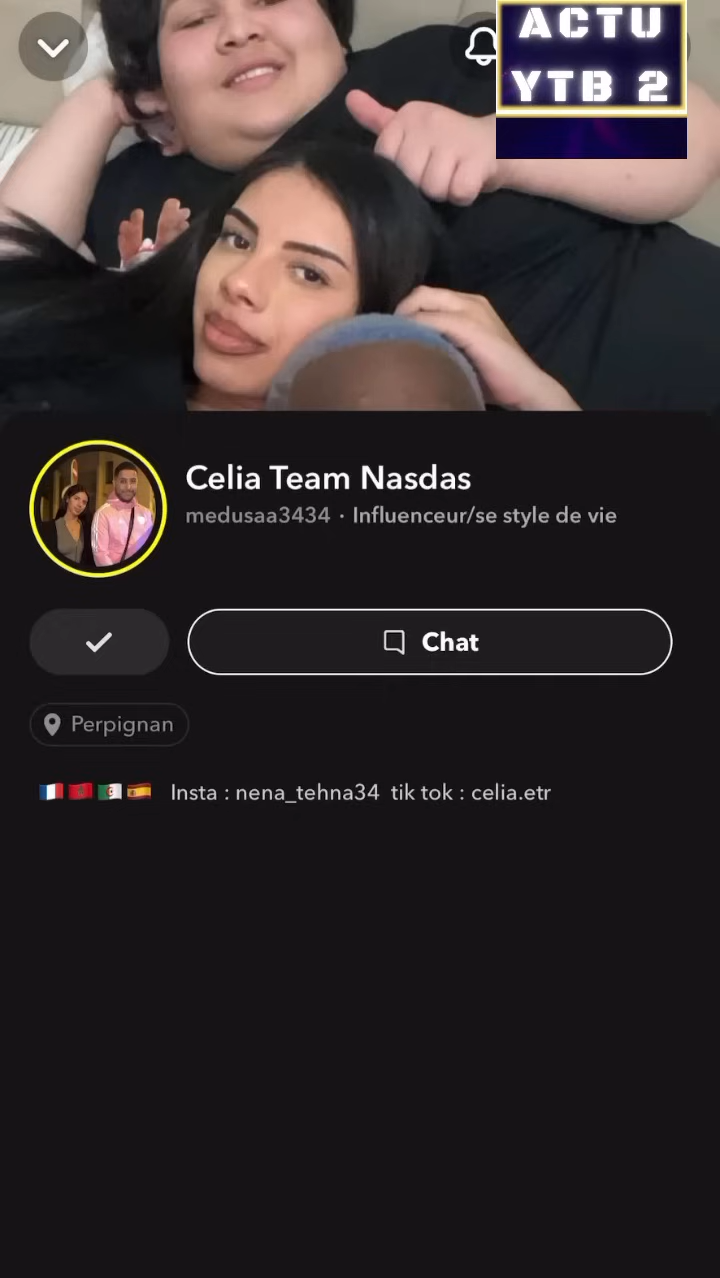 ACTU
YTB 2
Celia Team Nasdas
medusaa3434 · Influenceur/se style de vie
Chat
Perpignan
🇫🇷🇲🇦🇩🇿🇪🇸 Insta : nena_tehna34 tik tok : celia.etr